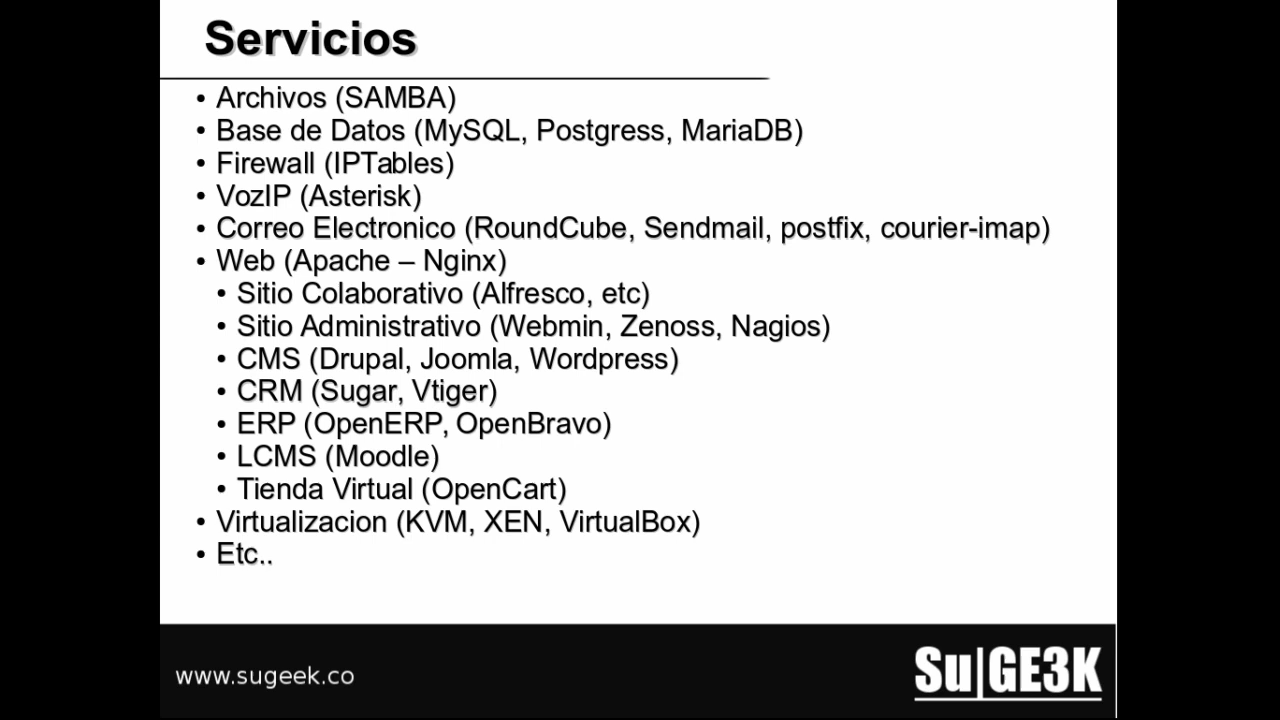 Servicios
• Archivos (SAMBA)
• Base de Datos (MySQL, Postgress, MariaDB)
• Firewall (IPTables)
• VozIP (Asterisk)
• Correo Electronico (RoundCube, Sendmail, postfix, courier-imap)
• Web (Apache – Nginx)
• Sitio Colaborativo (Alfresco, etc)
• Sitio Administrativo (Webmin, Zenoss, Nagios)
• CMS (Drupal, Joomla, Wordpress)
• CRM (Sugar, Vtiger)
• ERP (OpenERP, OpenBravo)
• LCMS (Moodle)
• Tienda Virtual (OpenCart)
• Virtualizacion (KVM, XEN, VirtualBox)
• Etc..
www.sugeek.co
Su|GE3K